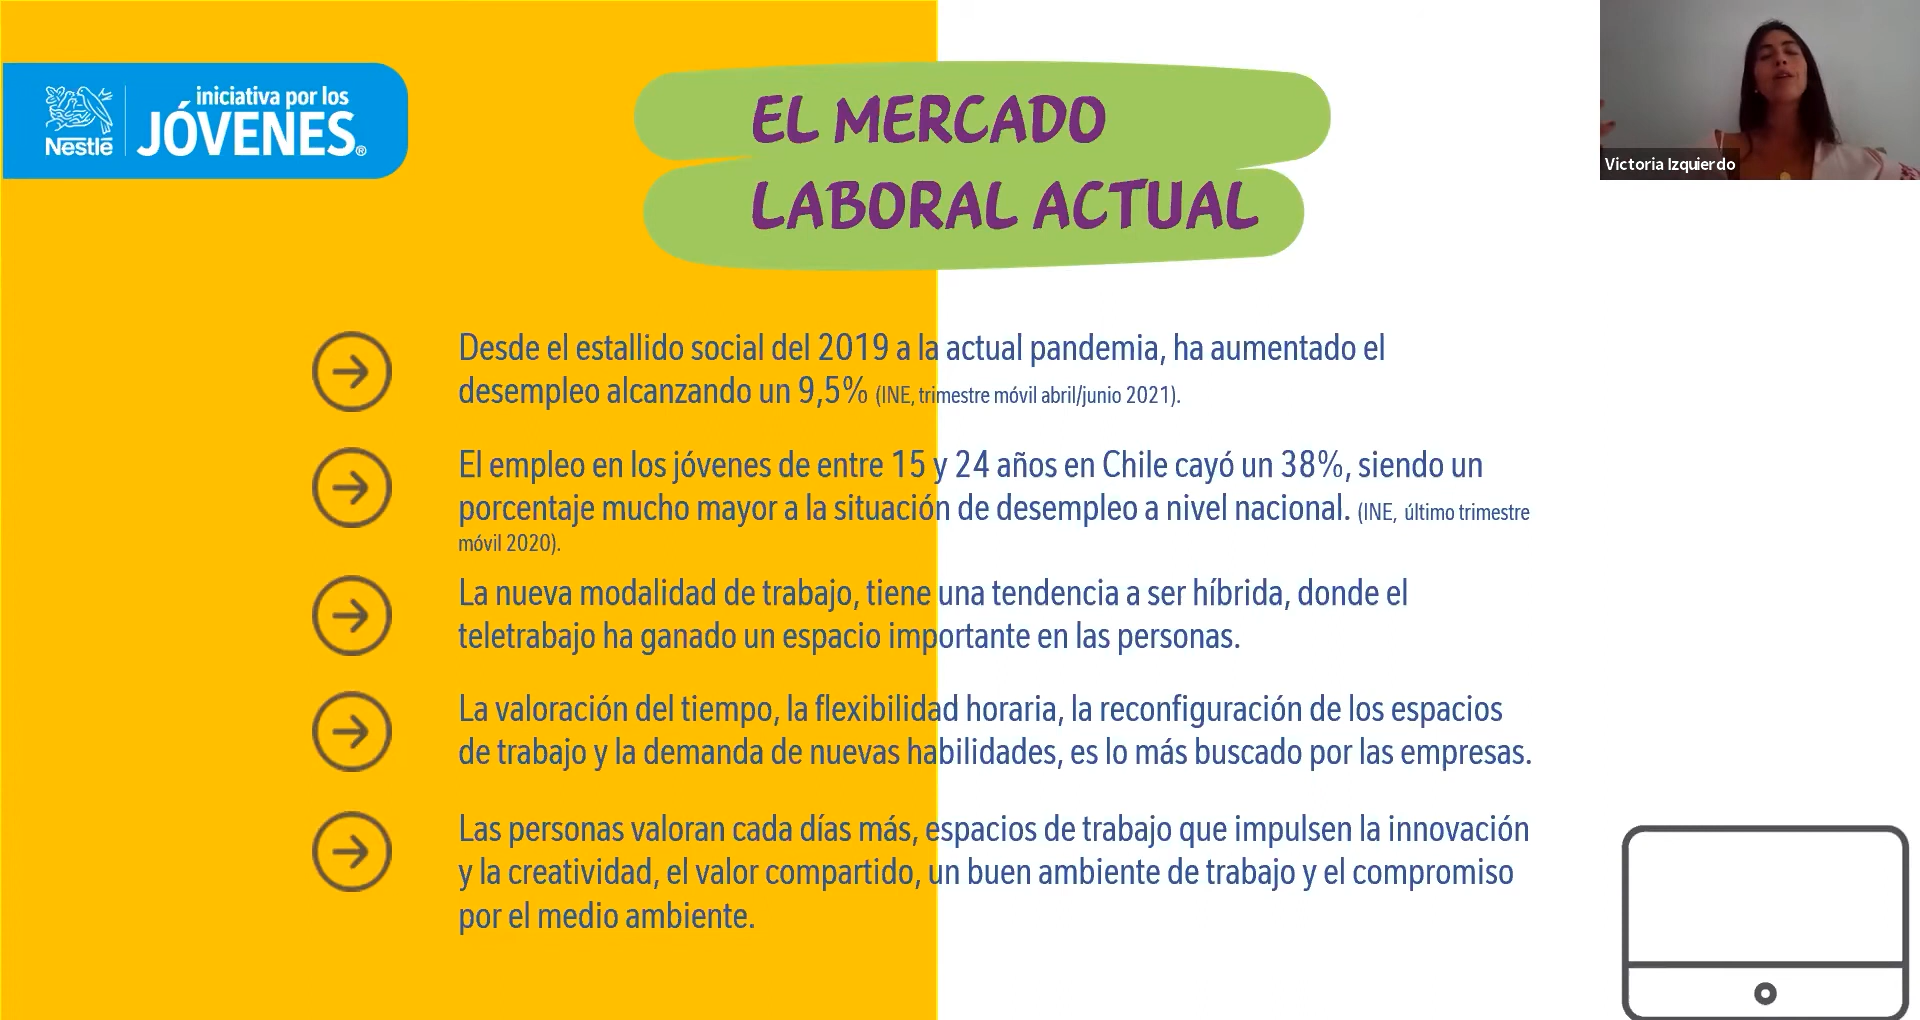 Nestlé
iniciativa por los
JÓVENES®
EL MERCADO
LABORAL ACTUAL
Victoria Izquierdo
Desde el estallido social del 2019 a la actual pandemia, ha aumentado el
desempleo alcanzando un 9,5% (INE, trimestre móvil abril/junio 2021).
El empleo en los jóvenes de entre 15 y 24 años en Chile cayó un 38%, siendo un
porcentaje mucho mayor a la situación de desempleo a nivel nacional. (INE, último trimestre
móvil 2020).
La nueva modalidad de trabajo, tiene una tendencia a ser híbrida, donde el
teletrabajo ha ganado un espacio importante en las personas.
La valoración del tiempo, la flexibilidad horaria, la reconfiguración de los espacios
de trabajo y la demanda de nuevas habilidades, es lo más buscado por las empresas.
Las personas valoran cada días más, espacios de trabajo que impulsen la innovación
y la creatividad, el valor compartido, un buen ambiente de trabajo y el compromiso
por el medio ambiente.